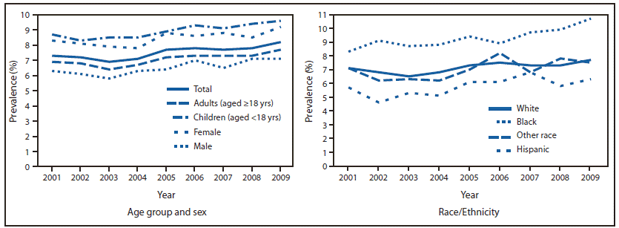 Prevalence (%)
10
9
8
7
6
5
4
3
2
1
0
Total
Adults (aged ≥18 yrs)
Children (aged <18 yrs)
Female
Male
2001 2002 2003 2004 2005 2006 2007 2008 2009
Year
Age group and sex
Prevalence (%)
11
10
9
8
7
6
5
4
3
2
1
0
White
Black
Other race
Hispanic
2001 2002 2003 2004 2005 2006 2007 2008 2009
Year
Race/Ethnicity